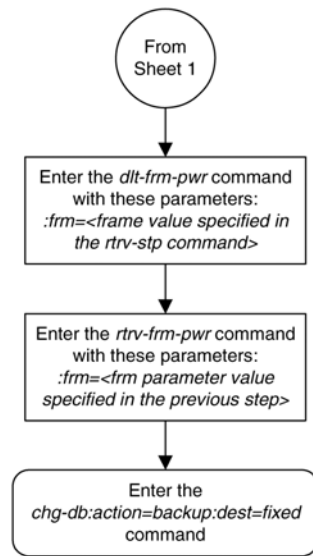 From
Sheet 1
Enter the dlt-frm-pwr command
with these parameters:
:frm=<frame value specified in
the rtrv-stp command>
Enter the rtrv-frm-pwr command
with these parameters:
:frm=<frm parameter value
specified in the previous step>
Enter the
chg-db:action=backup:dest=fixed
command